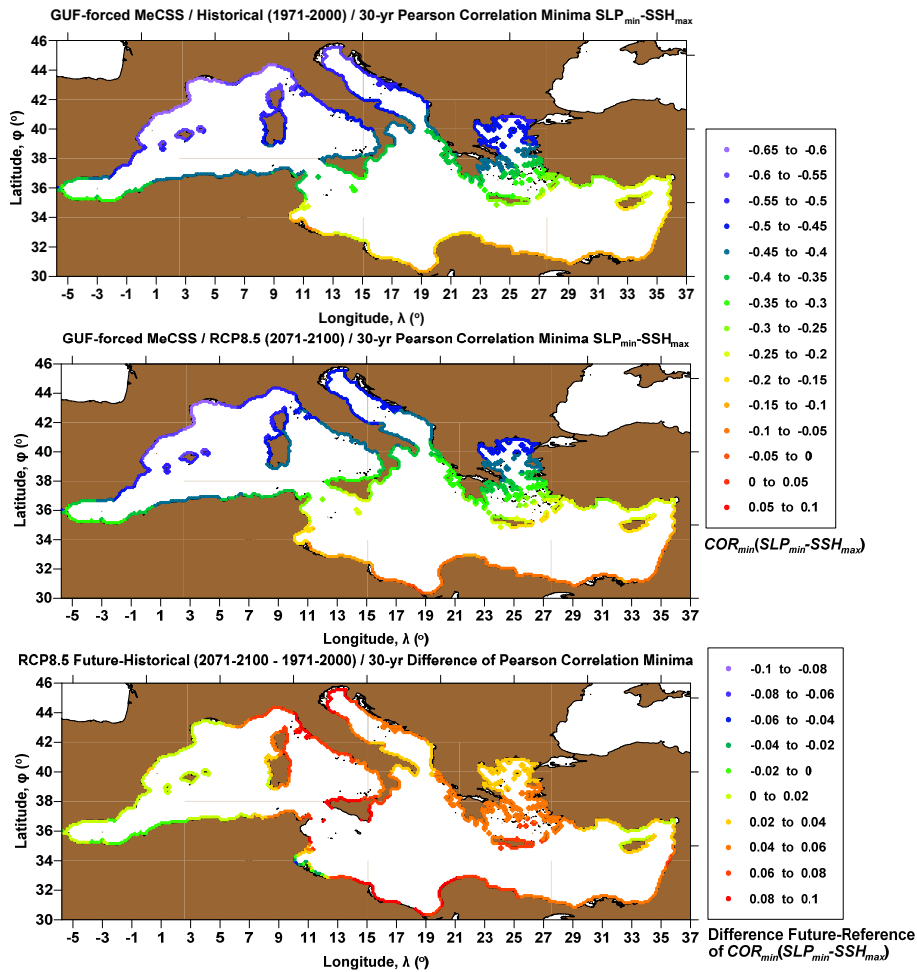 GUF-forced MeCSS / Historical (1971-2000) / 30-yr Pearson Correlation Minima SLPmin-SSHmax
46
44
42
40
38
36
34
32
30
Latitude, φ (°)
-5 -3 -1 1 3 5 7 9 11 13 15 17 19 21 23 25 27 29 31 33 35 37
Longitude, λ (°)
GUF-forced MeCSS / RCP8.5 (2071-2100) / 30-yr Pearson Correlation Minima SLPmin-SSHmax
46
44
42
40
38
36
34
32
30
Latitude, φ (°)
-5 -3 -1 1 3 5 7 9 11 13 15 17 19 21 23 25 27 29 31 33 35 37
Longitude, λ (°)
-0.65 to -0.6
-0.6 to -0.55
-0.55 to -0.5
-0.5 to -0.45
-0.45 to -0.4
-0.4 to -0.35
-0.35 to -0.3
-0.3 to -0.25
-0.25 to -0.2
-0.2 to -0.15
-0.15 to -0.1
-0.1 to -0.05
-0.05 to 0
0 to 0.05
0.05 to 0.1
CORmin(SLPmin-SSHmax)
RCP8.5 Future-Historical (2071-2100 - 1971-2000) / 30-yr Difference of Pearson Correlation Minima
46
44
42
40
38
36
34
32
30
Latitude, φ (°)
-5 -3 -1 1 3 5 7 9 11 13 15 17 19 21 23 25 27 29 31 33 35 37
Longitude, λ (°)
-0.1 to -0.08
-0.08 to -0.06
-0.06 to -0.04
-0.04 to -0.02
-0.02 to 0
0 to 0.02
0.02 to 0.04
0.04 to 0.06
0.06 to 0.08
0.08 to 0.1
Difference Future-Reference
of CORmin(SLPmin-SSHmax)